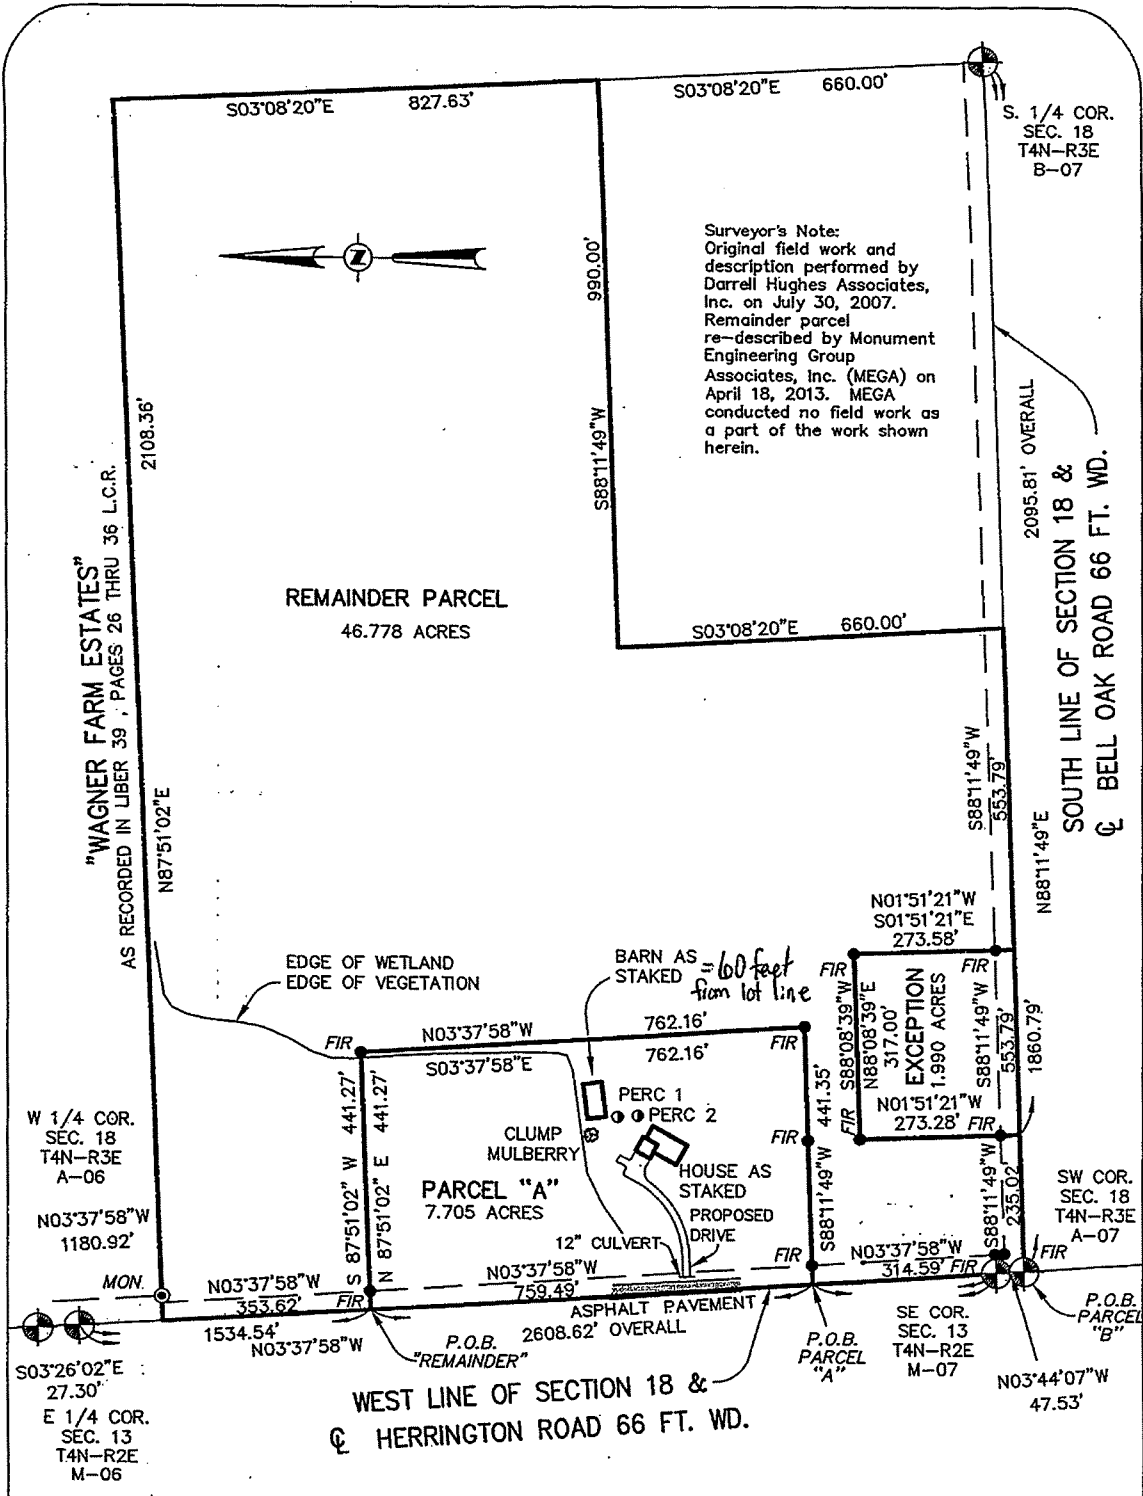 S03°08'20"E 827.63'
S03°08'20"E 660.00'
S. 1/4 COR.
SEC. 18
T4N-R3E
B-07
N
Surveyor's Note:
Original field work and
description performed by
Darrell Hughes Associates,
Inc. on July 30, 2007.
Remainder parcel
re-described by Monument
Engineering Group
Associates, Inc. (MEGA) on
April 18, 2013. MEGA
conducted no field work as
a part of the work shown
herein.
990.00'
S88°11'49"W
2108.36'
N87°51'02"E
"WAGNER FARM ESTATES"
AS RECORDED IN LIBER 39 , PAGES 26 THRU 36 L.C.R.
2095.81' OVERALL
SOUTH LINE OF SECTION 18 &
℄ BELL OAK ROAD 66 FT. WD.
REMAINDER PARCEL
46.778 ACRES
S03°08'20"E 660.00'
S88°11'49"W
553.79'
N88°11'49"E
1860.79'
N01°51'21"W
S01°51'21"E
273.58'
FIR
FIR
EDGE OF WETLAND
EDGE OF VEGETATION
BARN AS
STAKED
=60 feet
from lot line
S88°08'39"W
N88°08'39"E
317.00'
EXCEPTION
1.990 ACRES
S88°11'49"W
553.79'
N01°51'21"W
273.28'
FIR
FIR
FIR
N03°37'58"W 762.16'
S03°37'58"E 762.16'
FIR
S 87°51'02" W 441.27'
N 87°51'02" E 441.27'
441.35'
S88°11'49"W
FIR
PERC 1
PERC 2
CLUMP
MULBERRY
HOUSE AS
STAKED
PARCEL "A"
7.705 ACRES
PROPOSED
DRIVE
12" CULVERT
W 1/4 COR.
SEC. 18
T4N-R3E
A-06
N03°37'58"W
1180.92'
MON.
N03°37'58"W
353.62'
FIR
N03°37'58"W
759.49'
FIR
N03°37'58"W
314.59'
FIR
S88°11'49"W
235.02'
FIR
SW COR.
SEC. 18
T4N-R3E
A-07
ASPHALT PAVEMENT
1534.54'
N03°37'58"W
2608.62' OVERALL
P.O.B.
"REMAINDER"
P.O.B.
PARCEL
"A"
SE COR.
SEC. 13
T4N-R2E
M-07
P.O.B.
PARCEL
"B"
N03°44'07"W
47.53'
S03°26'02"E
27.30'
E 1/4 COR.
SEC. 13
T4N-R2E
M-06
WEST LINE OF SECTION 18 &
℄ HERRINGTON ROAD 66 FT. WD.